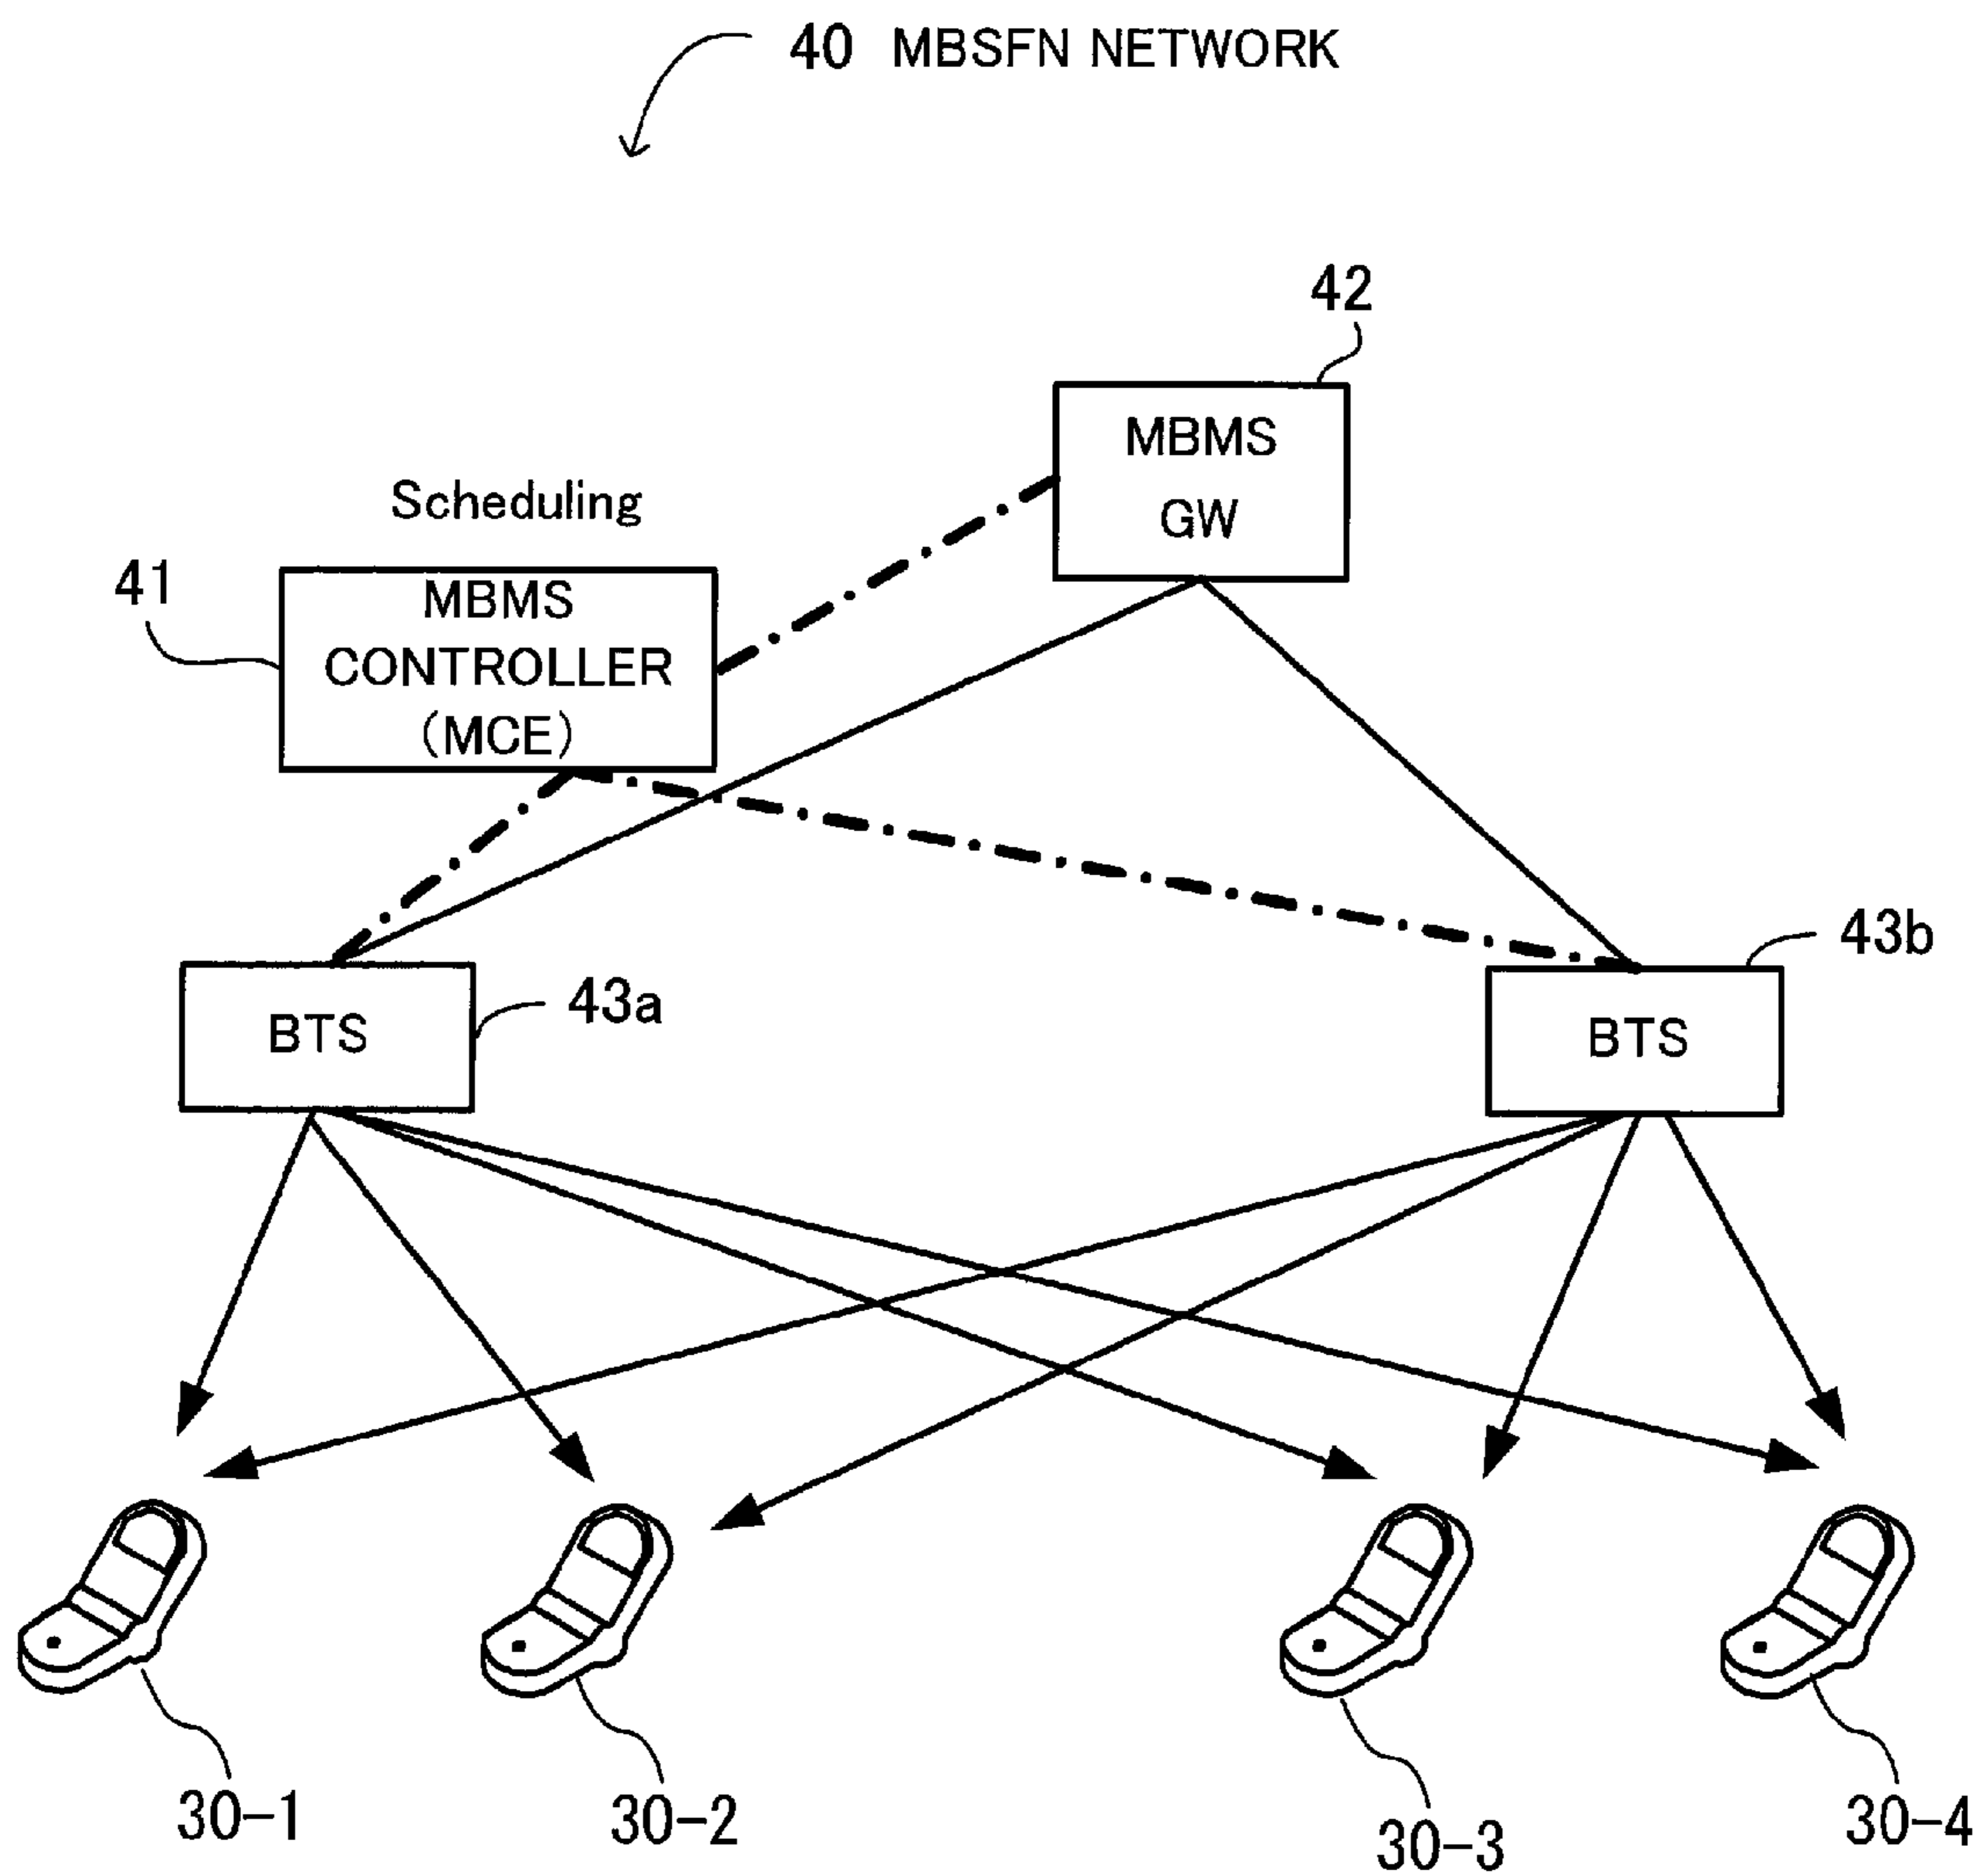 40 MBSFN NETWORK
42
MBMS
GW
Scheduling
41
MBMS
CONTROLLER
(MCE)
43b
43a
BTS
BTS
30-1
30-2
30-3
30-4